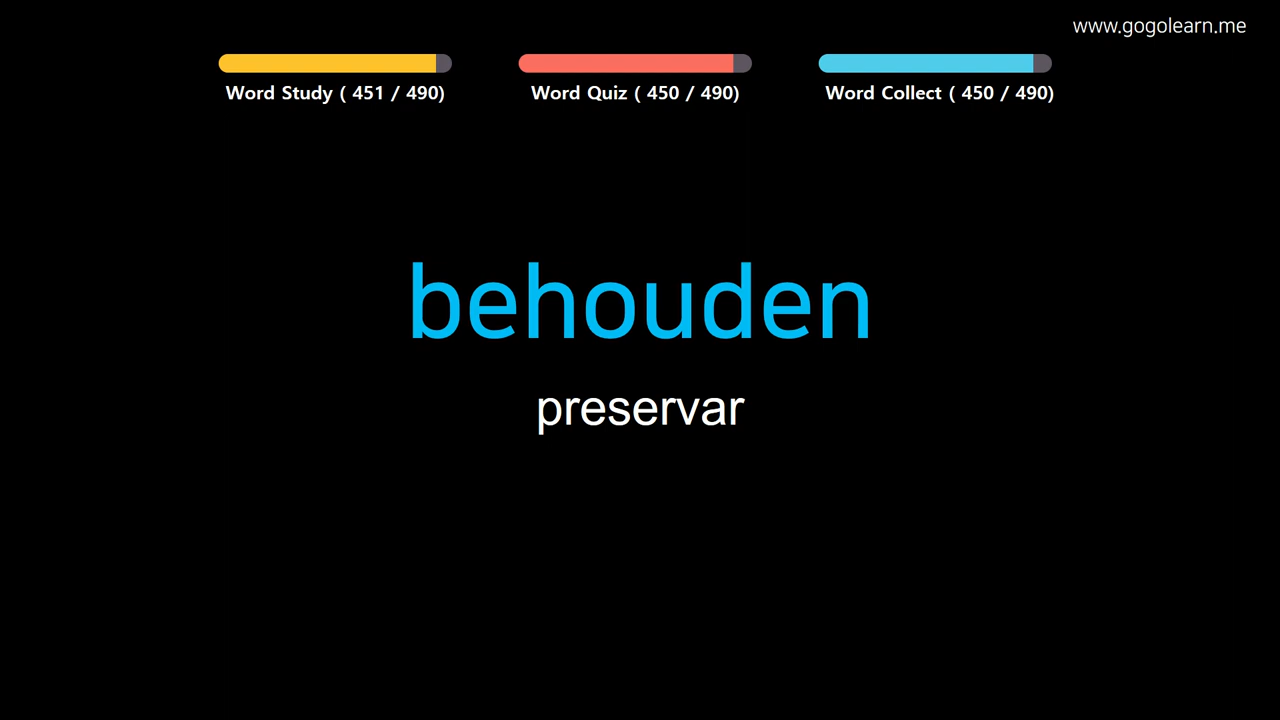 www.gogolearn.me
Word Study ( 451 / 490)
Word Quiz ( 450 / 490)
Word Collect ( 450 / 490)
behouden
preservar